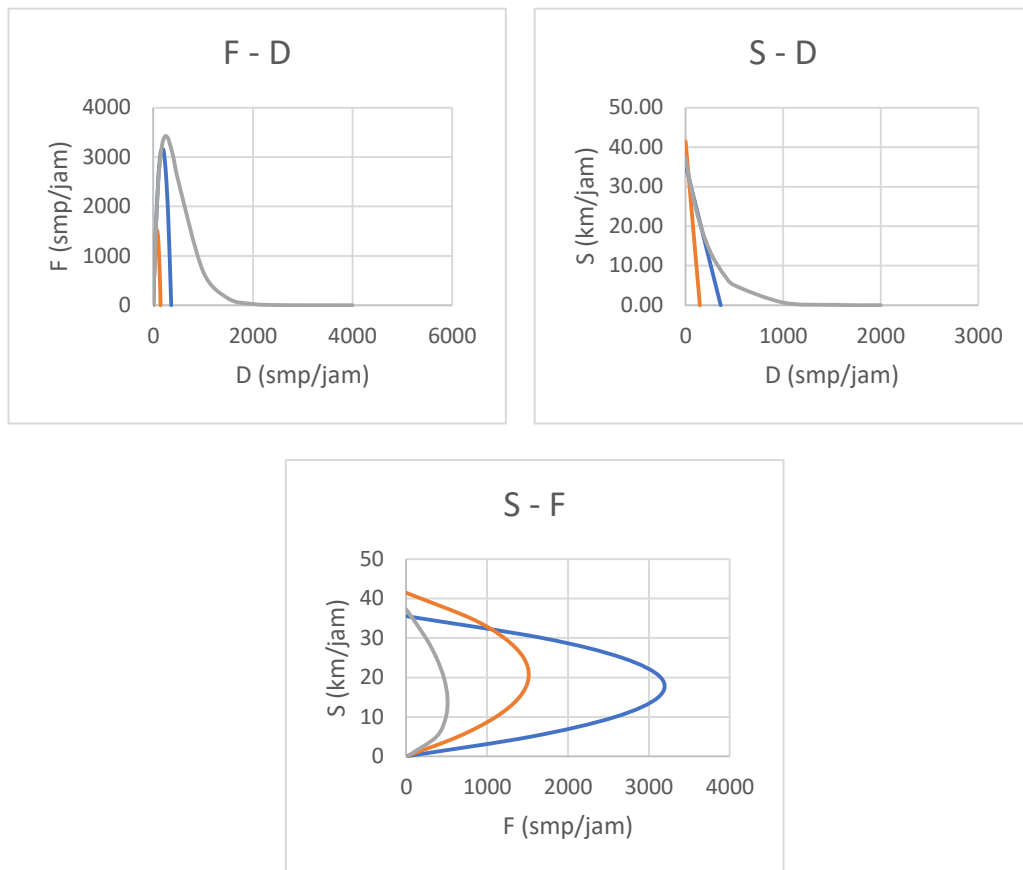 F - D
F (smp/jam)
4000
3000
2000
1000
0
0 2000 4000 6000
D (smp/jam)
S - D
S (km/jam)
50.00
40.00
30.00
20.00
10.00
0.00
0 1000 2000 3000
D (smp/jam)
S - F
S (km/jam)
50
40
30
20
10
0
0 1000 2000 3000 4000
F (smp/jam)